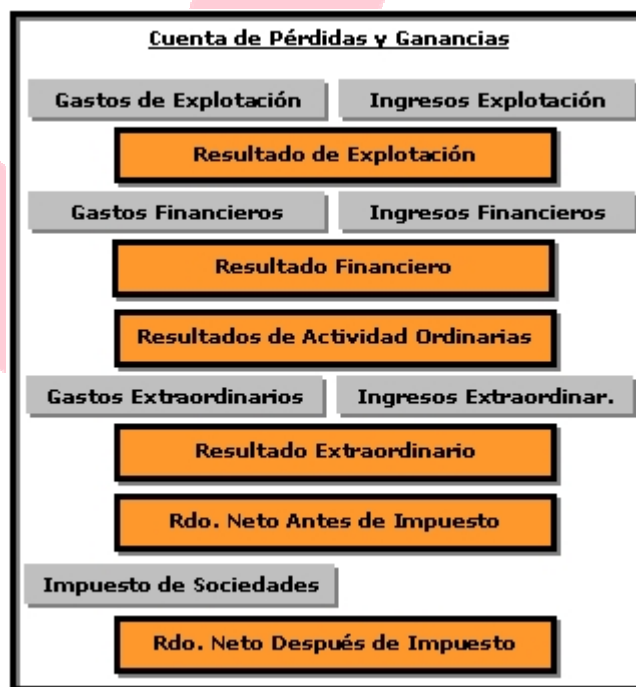 Cuenta de Pérdidas y Ganancias
Gastos de Explotación
Ingresos Explotación
Resultado de Explotación
Gastos Financieros
Ingresos Financieros
Resultado Financiero
Resultados de Actividad Ordinarias
Gastos Extraordinarios
Ingresos Extraordinar.
Resultado Extraordinario
Rdo. Neto Antes de Impuesto
Impuesto de Sociedades
Rdo. Neto Después de Impuesto